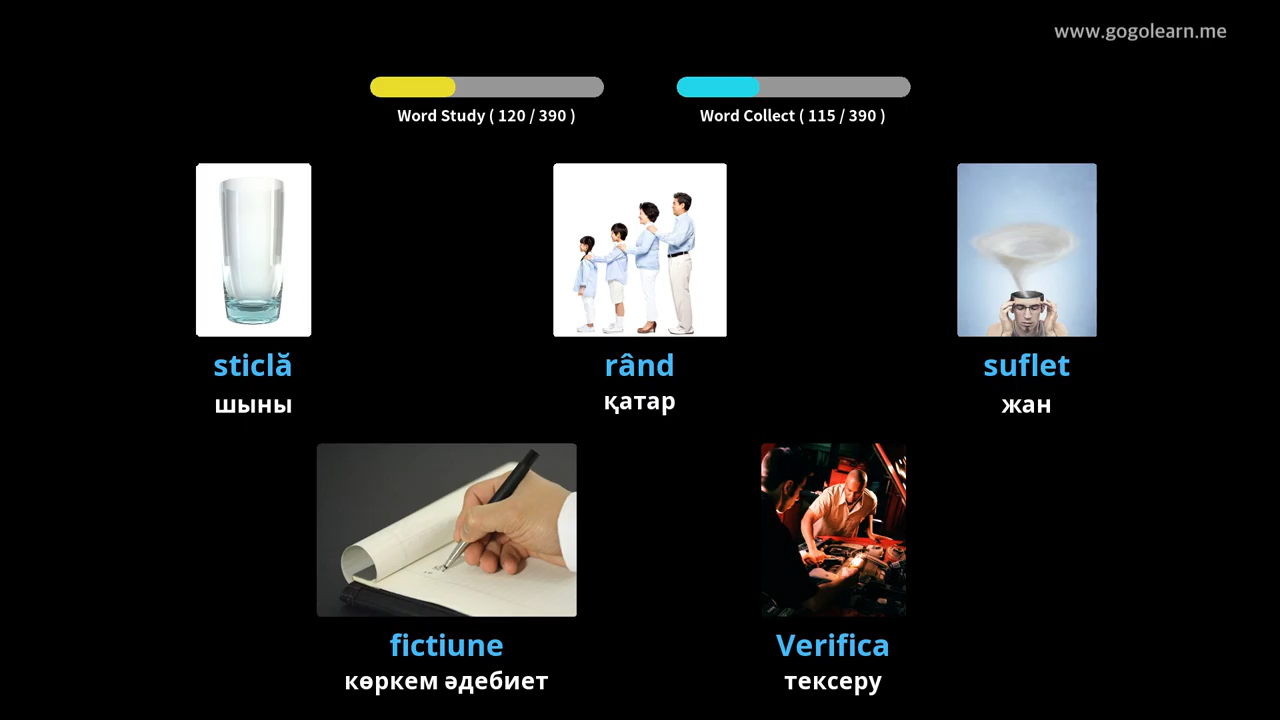 www.gogolearn.me
Word Study ( 120 / 390 )
Word Collect ( 115 / 390 )
sticlă
шыны
rând
қатар
suflet
жан
fictiune
көркем әдебиет
Verifica
тексеру